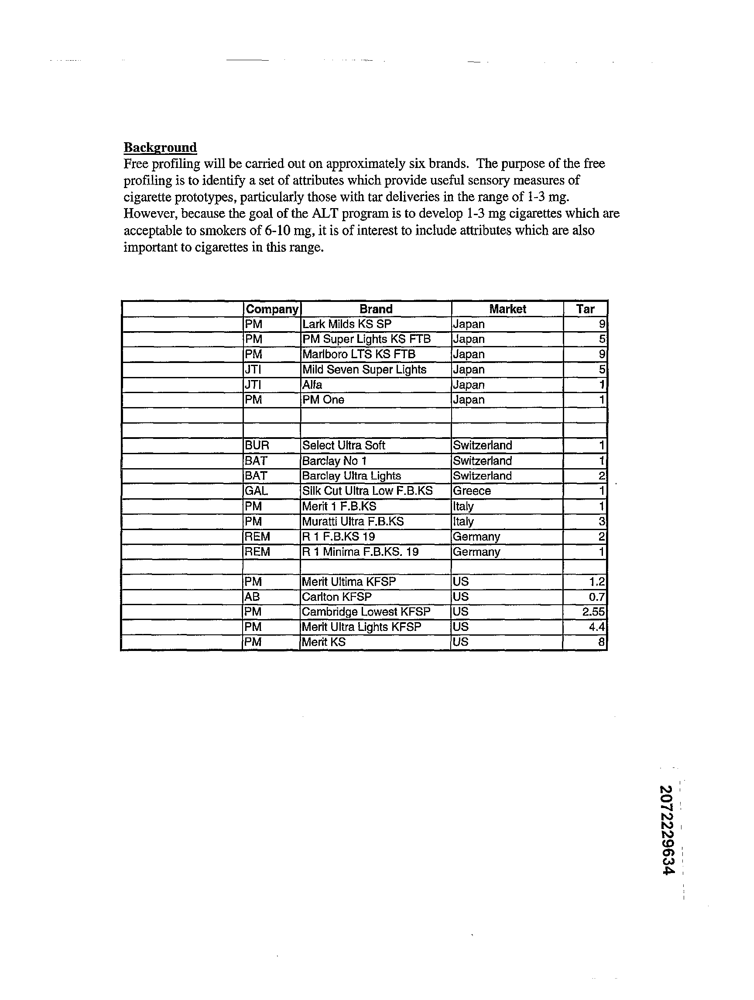 Background
Free profiling will be carried out on approximately six brands. The purpose of the free
profiling is to identify a set of attributes which provide useful sensory measures of
cigarette prototypes, particularly those with tar deliveries in the range of 1-3 mg.
However, because the goal of the ALT program is to develop 1-3 mg cigarettes which are
acceptable to smokers of 6-10 mg, it is of interest to include attributes which are also
important to cigarettes in this range.
Company Brand Market Tar
PM Lark Milds KS SP Japan 9
PM PM Super Lights KS FTB Japan 5
PM Marlboro LTS KS FTB Japan 9
JTI Mild Seven Super Lights Japan 5
JTI Alfa Japan 1
PM PM One Japan 1
BUR Select Ultra Soft Switzerland 1
BAT Barclay No 1 Switzerland 1
BAT Barclay Ultra Lights Switzerland 2
GAL Silk Cut Ultra Low F.B.KS Greece 1
PM Merit 1 F.B.KS Italy 1
PM Muratti Ultra F.B.KS Italy 3
REM R 1 F.B.KS 19 Germany 2
REM R 1 Minima F.B.KS. 19 Germany 1
PM Merit Ultima KFSP US 1.2
AB Carlton KFSP US 0.7
PM Cambridge Lowest KFSP US 2.55
PM Merit Ultra Lights KFSP US 4.4
PM Merit KS US 8
2072229634